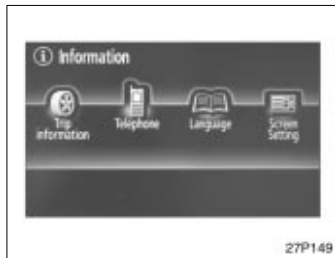 i Information
Trip information
Telephone
Language
Screen Setting
27P149